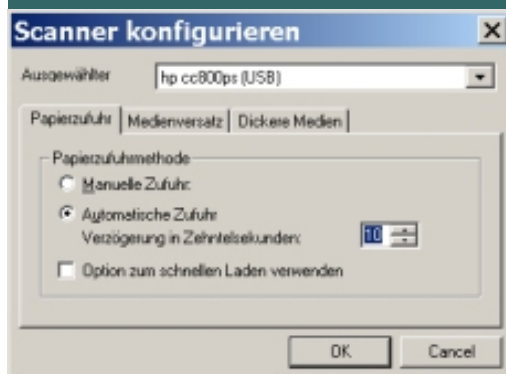 Scanner konfigurieren
Ausgewählter hp cc800ps (USB)
Papierzufuhr Medienversatz Dickere Medien
Papierzufuhrmethode
Manuelle Zufuhr:
Automatische Zufuhr
Verzögerung in Zehntelsekunden: 10
Option zum schnellen Laden verwenden
OK Cancel